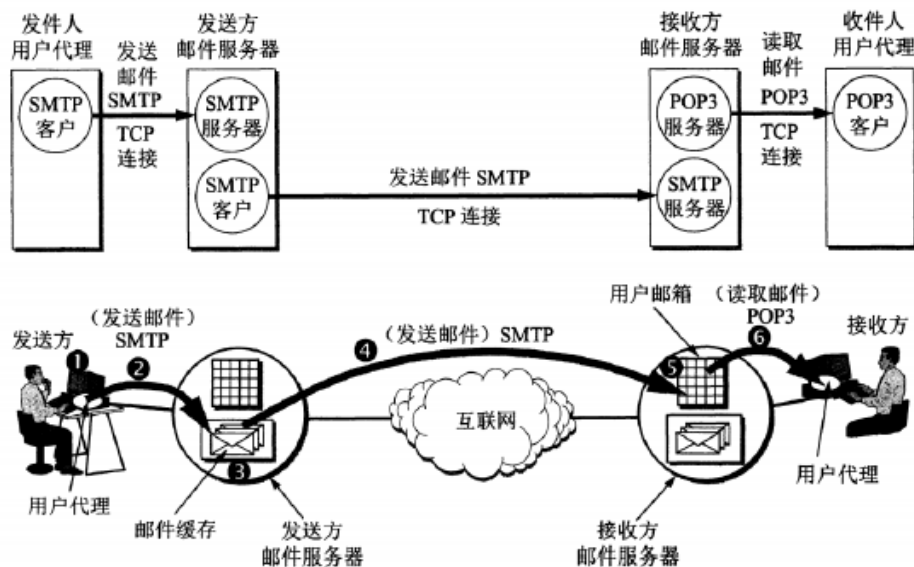 发件人
用户代理
发送方
邮件服务器
接收方
邮件服务器
收件人
用户代理
发送
邮件
SMTP
TCP
连接
读取
邮件
POP3
TCP
连接
SMTP
客户
SMTP
服务器
POP3
服务器
POP3
客户
SMTP
客户
发送邮件 SMTP
TCP 连接
SMTP
服务器
用户邮箱
(读取邮件)
POP3
发送方
(发送邮件)
SMTP
(发送邮件) SMTP
接收方
❶
❷
❹
❺
❻
互联网
❸
用户代理
邮件缓存
发送方
邮件服务器
接收方
邮件服务器
用户代理